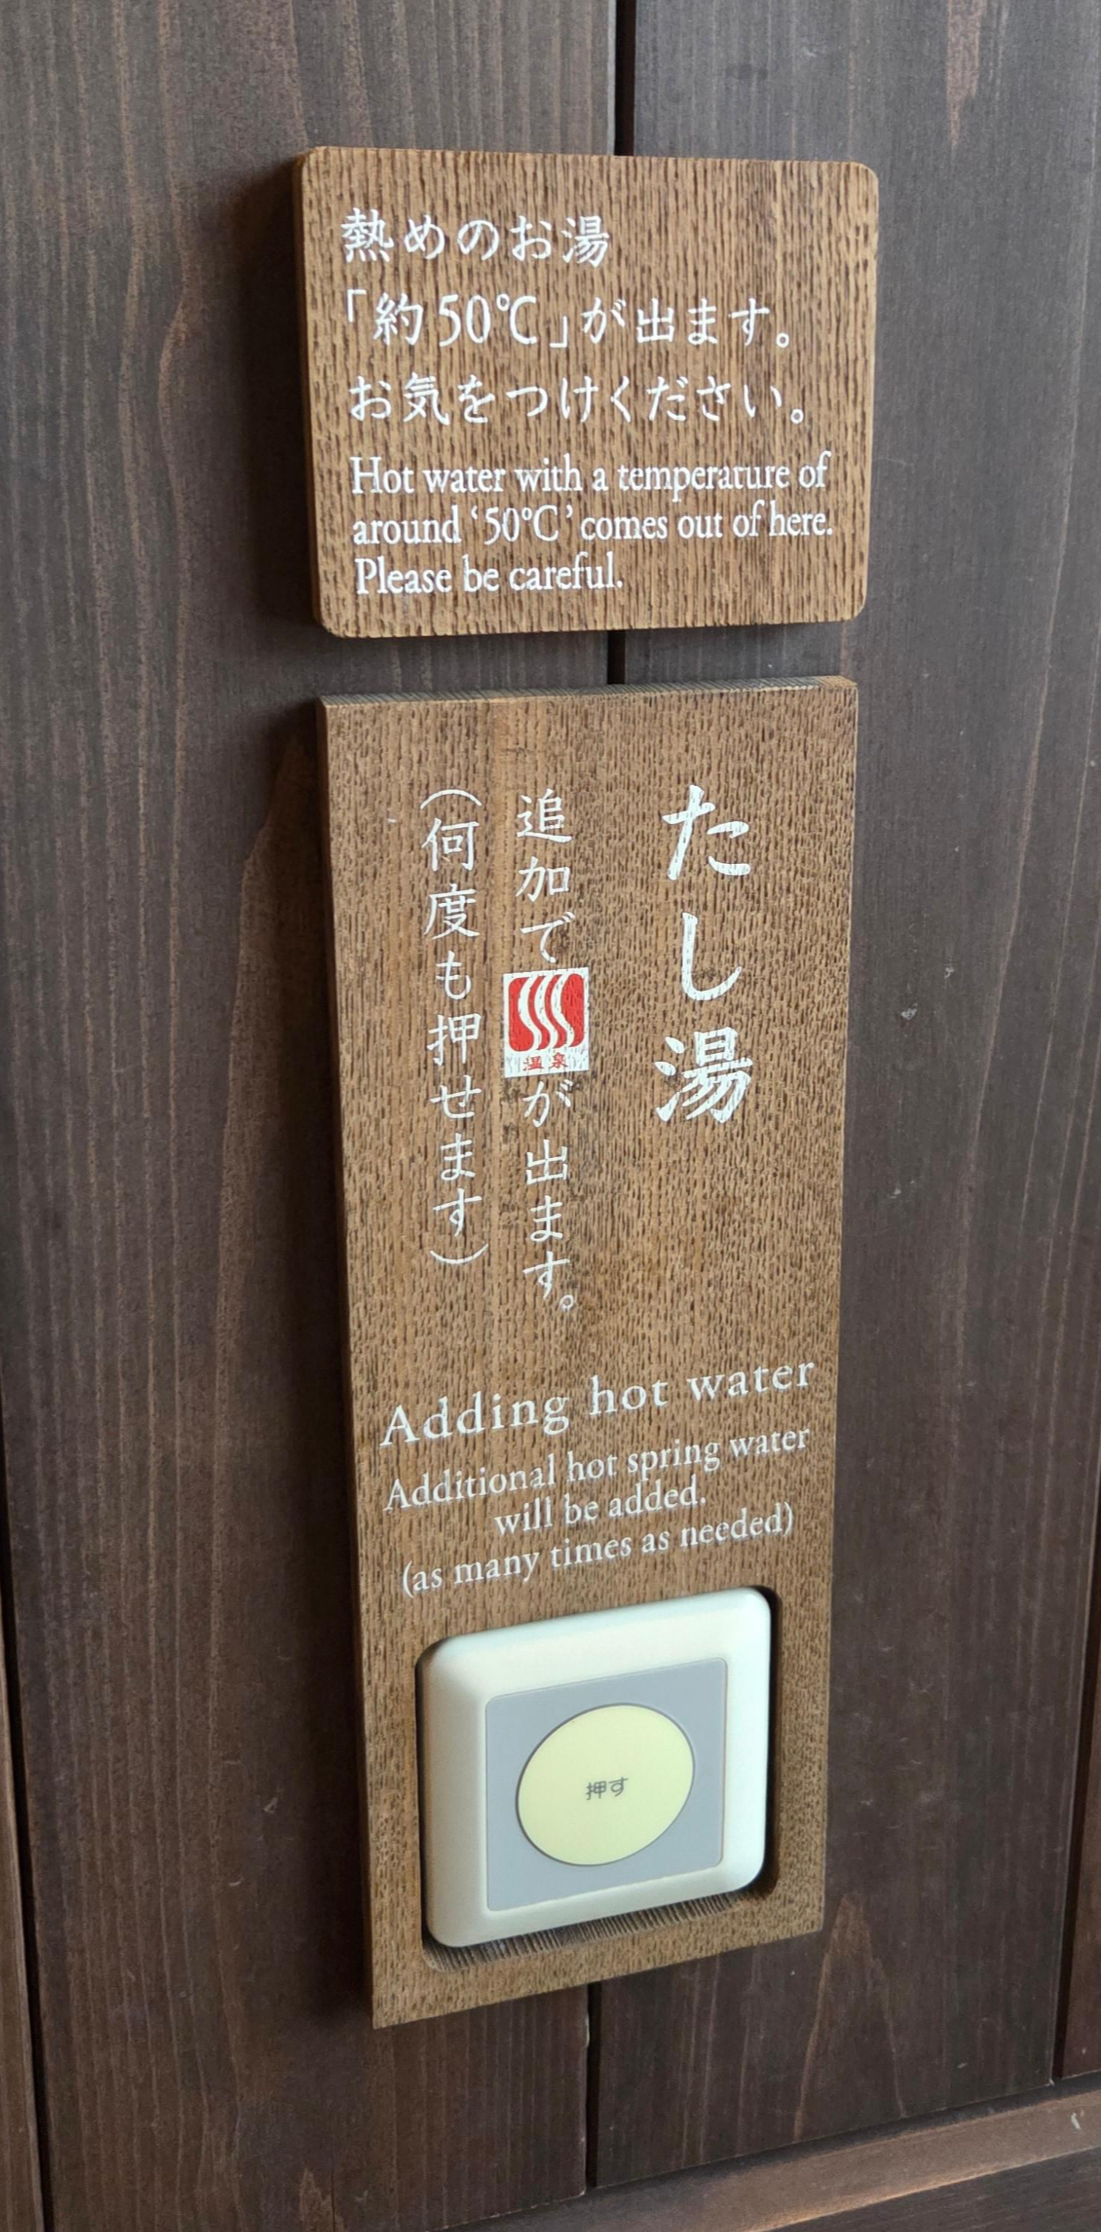 熱めのお湯
「約50℃」が出ます。
お気をつけください。
Hot water with a temperature of
around ‘50℃’ comes out of here.
Please be careful.
たし湯
追加で温泉が出ます。
（何度も押せます）
Adding hot water
Additional hot spring water
will be added.
(as many times as needed)
押す